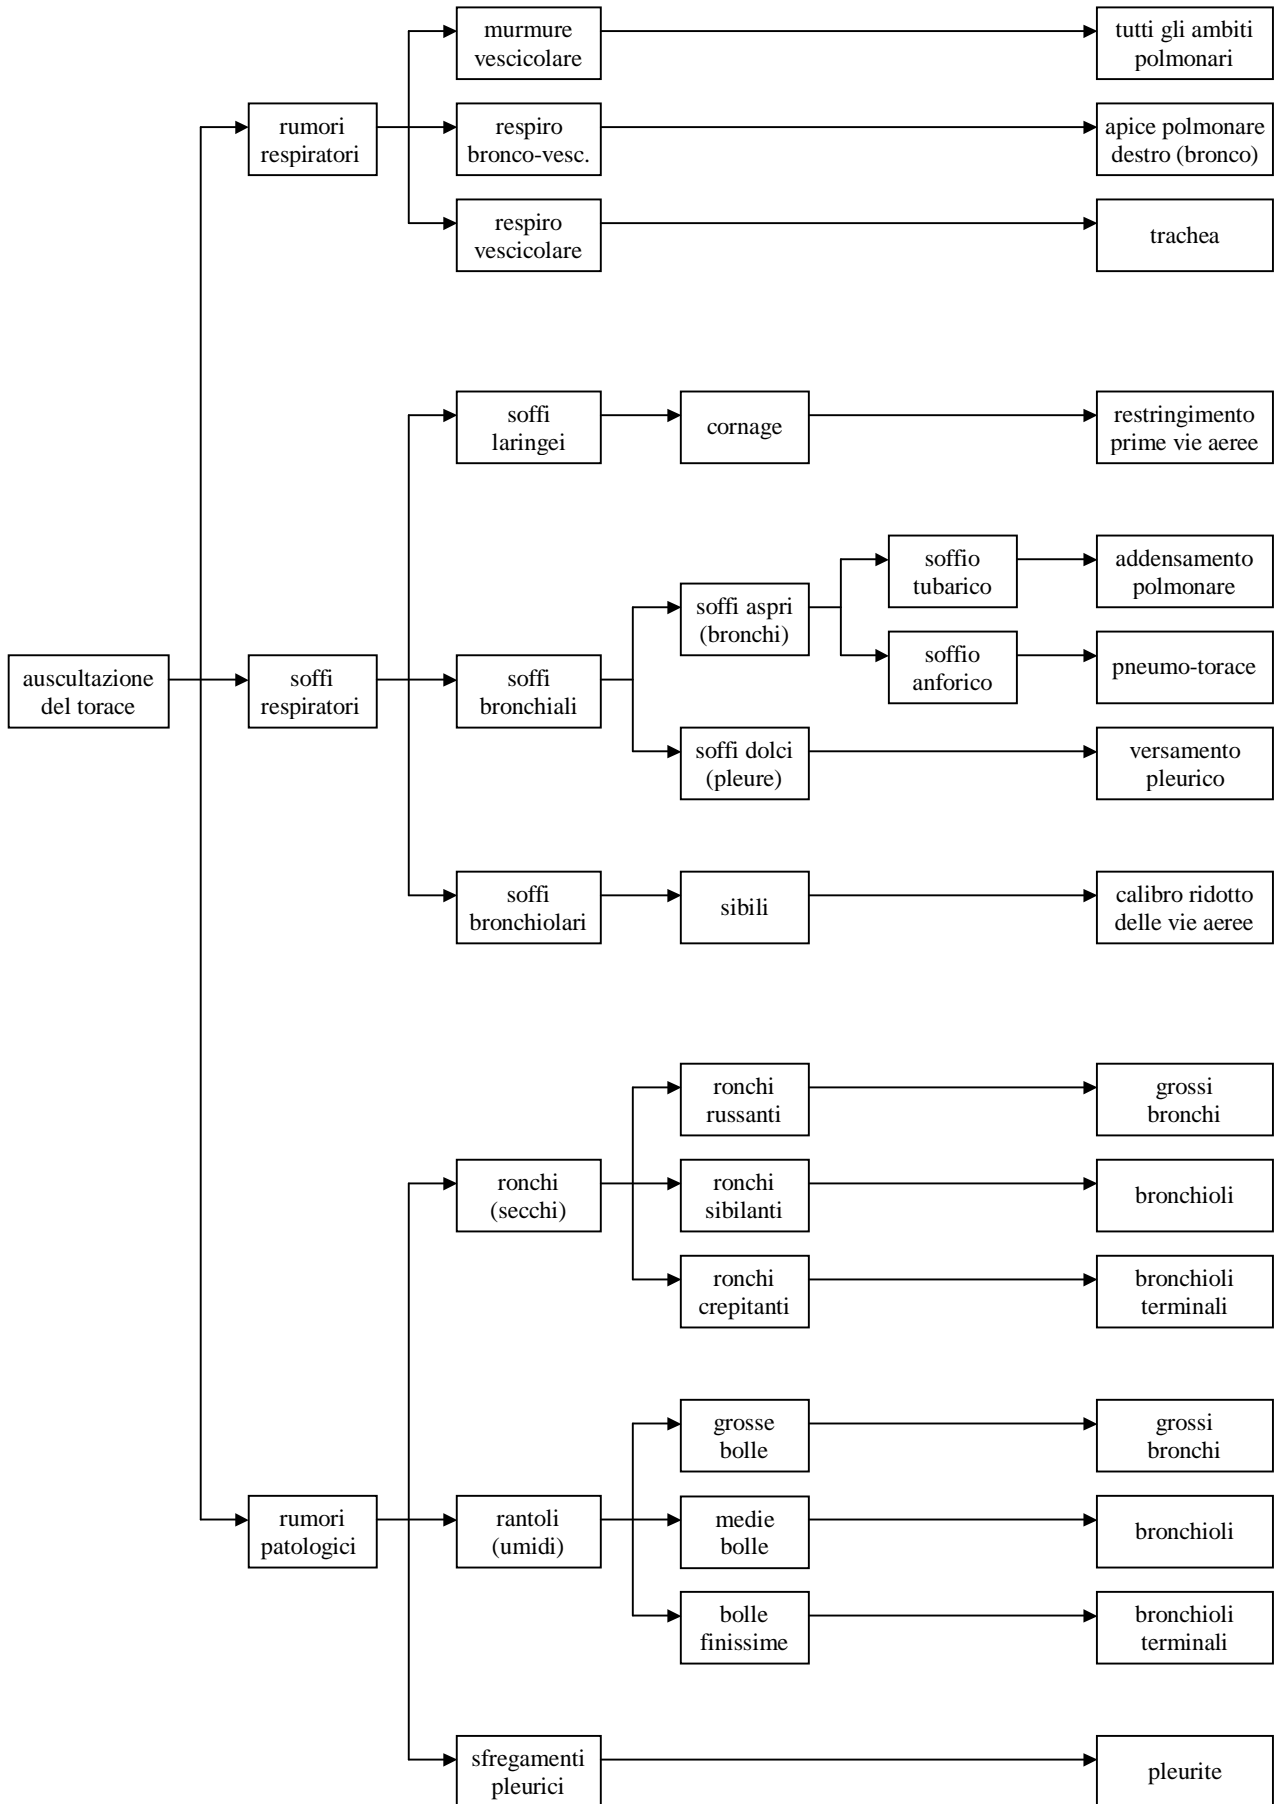 murmure
vescicolare
tutti gli ambiti
polmonari
rumori
respiratori
respiro
bronco-vesc.
apice polmonare
destro (bronco)
respiro
vescicolare
trachea
soffi
laringei
cornage
restringimento
prime vie aeree
soffio
tubarico
addensamento
polmonare
soffi aspri
(bronchi)
soffio
anforico
pneumo-torace
auscultazione
del torace
soffi
respiratori
soffi
bronchiali
soffi dolci
(pleure)
versamento
pleurico
soffi
bronchiolari
sibili
calibro ridotto
delle vie aeree
ronchi
russanti
grossi
bronchi
ronchi
(secchi)
ronchi
sibilanti
bronchioli
ronchi
crepitanti
bronchioli
terminali
grosse
bolle
grossi
bronchi
rumori
patologici
rantoli
(umidi)
medie
bolle
bronchioli
bolle
finissime
bronchioli
terminali
sfregamenti
pleurici
pleurite